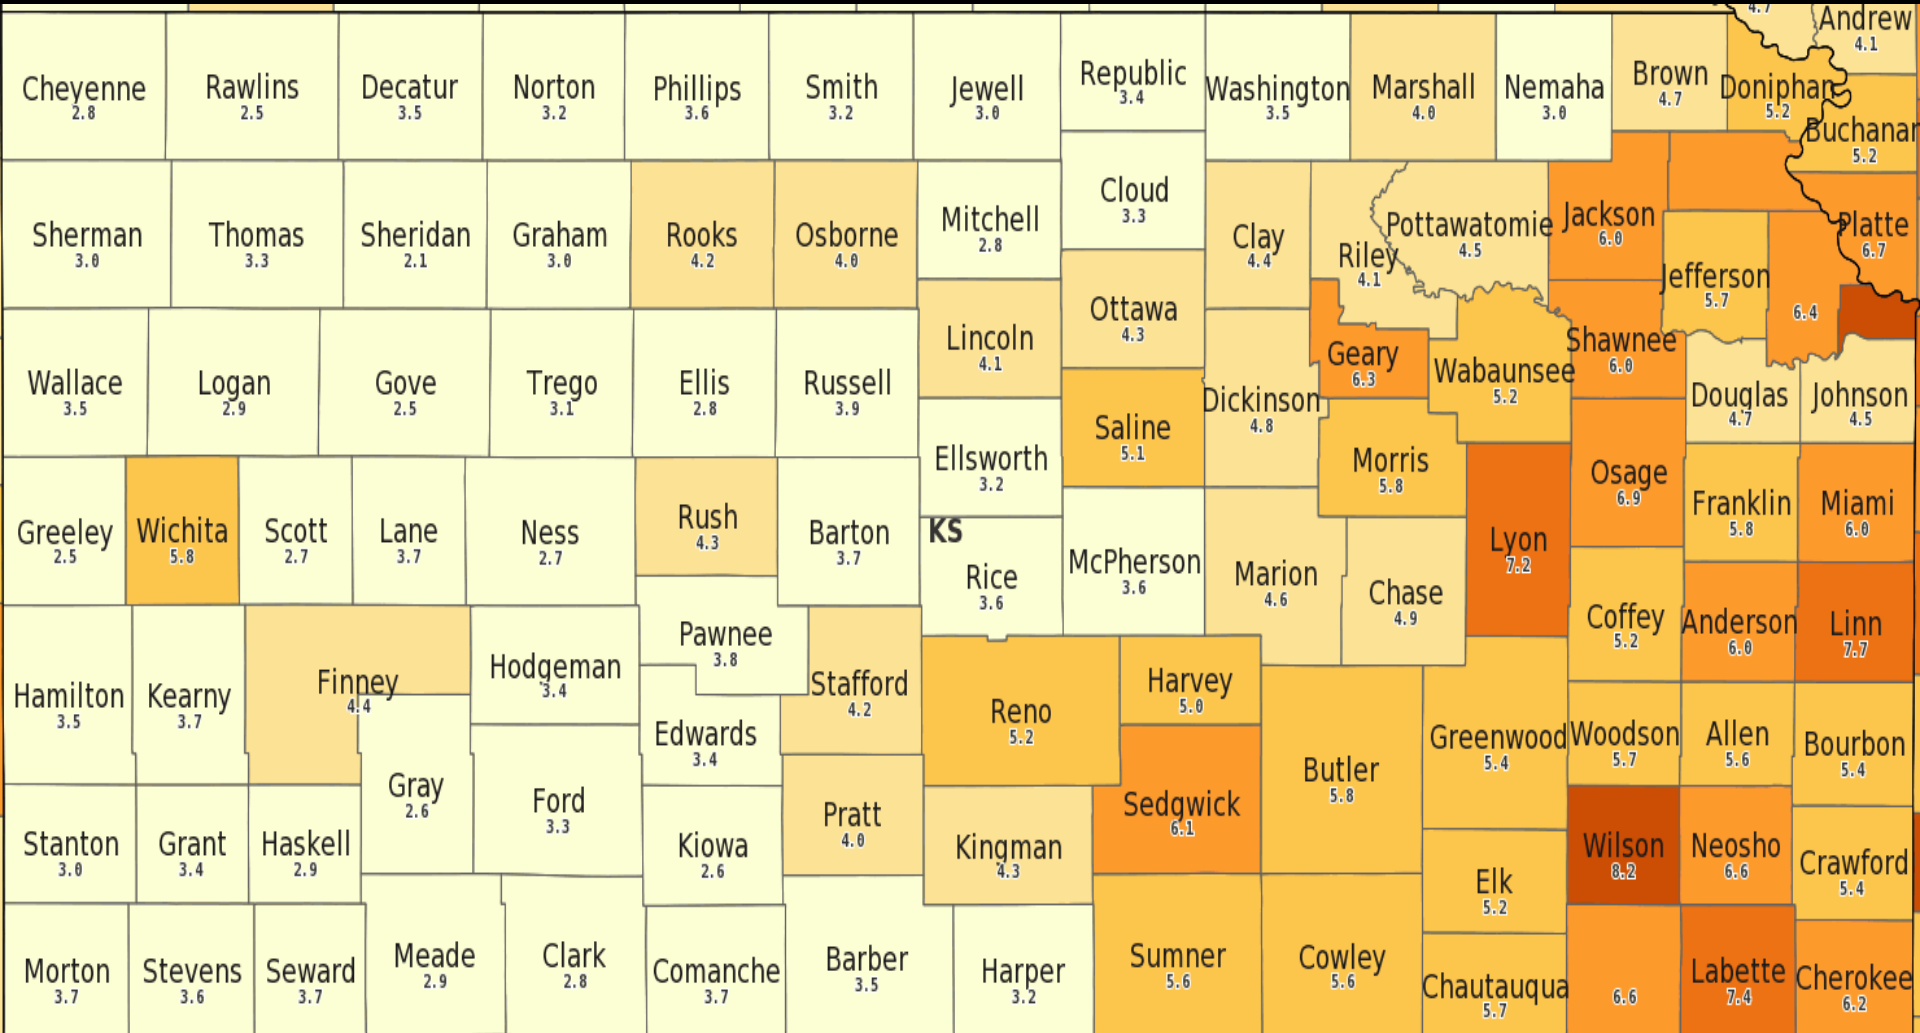 4.7
Andrew
4.1
Cheyenne
2.8
Rawlins
2.5
Decatur
3.5
Norton
3.2
Phillips
3.6
Smith
3.2
Jewell
3.0
Republic
3.4
Washington
3.5
Marshall
4.0
Nemaha
3.0
Brown
4.7
Doniphan
5.2
Buchanan
5.2
Sherman
3.0
Thomas
3.3
Sheridan
2.1
Graham
3.0
Rooks
4.2
Osborne
4.0
Mitchell
2.8
Cloud
3.3
Clay
4.4
Riley
4.1
Pottawatomie
4.5
Jackson
6.0
Jefferson
5.7
6.4
Platte
6.7
Lincoln
4.1
Ottawa
4.3
Wallace
3.5
Logan
2.9
Gove
2.5
Trego
3.1
Ellis
2.8
Russell
3.9
Ellsworth
3.2
Saline
5.1
Dickinson
4.8
Geary
6.3
Wabaunsee
5.2
Shawnee
6.0
Douglas
4.7
Johnson
4.5
Morris
5.8
Osage
6.9
Franklin
5.8
Miami
6.0
Greeley
2.5
Wichita
5.8
Scott
2.7
Lane
3.7
Ness
2.7
Rush
4.3
Barton
3.7
KS
Rice
3.6
McPherson
3.6
Marion
4.6
Chase
4.9
Lyon
7.2
Coffey
5.2
Anderson
6.0
Linn
7.7
Hamilton
3.5
Kearny
3.7
Finney
4.4
Hodgeman
3.4
Pawnee
3.8
Stafford
4.2
Edwards
3.4
Reno
5.2
Harvey
5.0
Butler
5.8
Greenwood
5.4
Woodson
5.7
Allen
5.6
Bourbon
5.4
Gray
2.6
Ford
3.3
Pratt
4.0
Kingman
4.3
Sedgwick
6.1
Stanton
3.0
Grant
3.4
Haskell
2.9
Kiowa
2.6
Elk
5.2
Wilson
8.2
Neosho
6.6
Crawford
5.4
Morton
3.7
Stevens
3.6
Seward
3.7
Meade
2.9
Clark
2.8
Comanche
3.7
Barber
3.5
Harper
3.2
Sumner
5.6
Cowley
5.6
Chautauqua
5.7
6.6
Labette
7.4
Cherokee
6.2